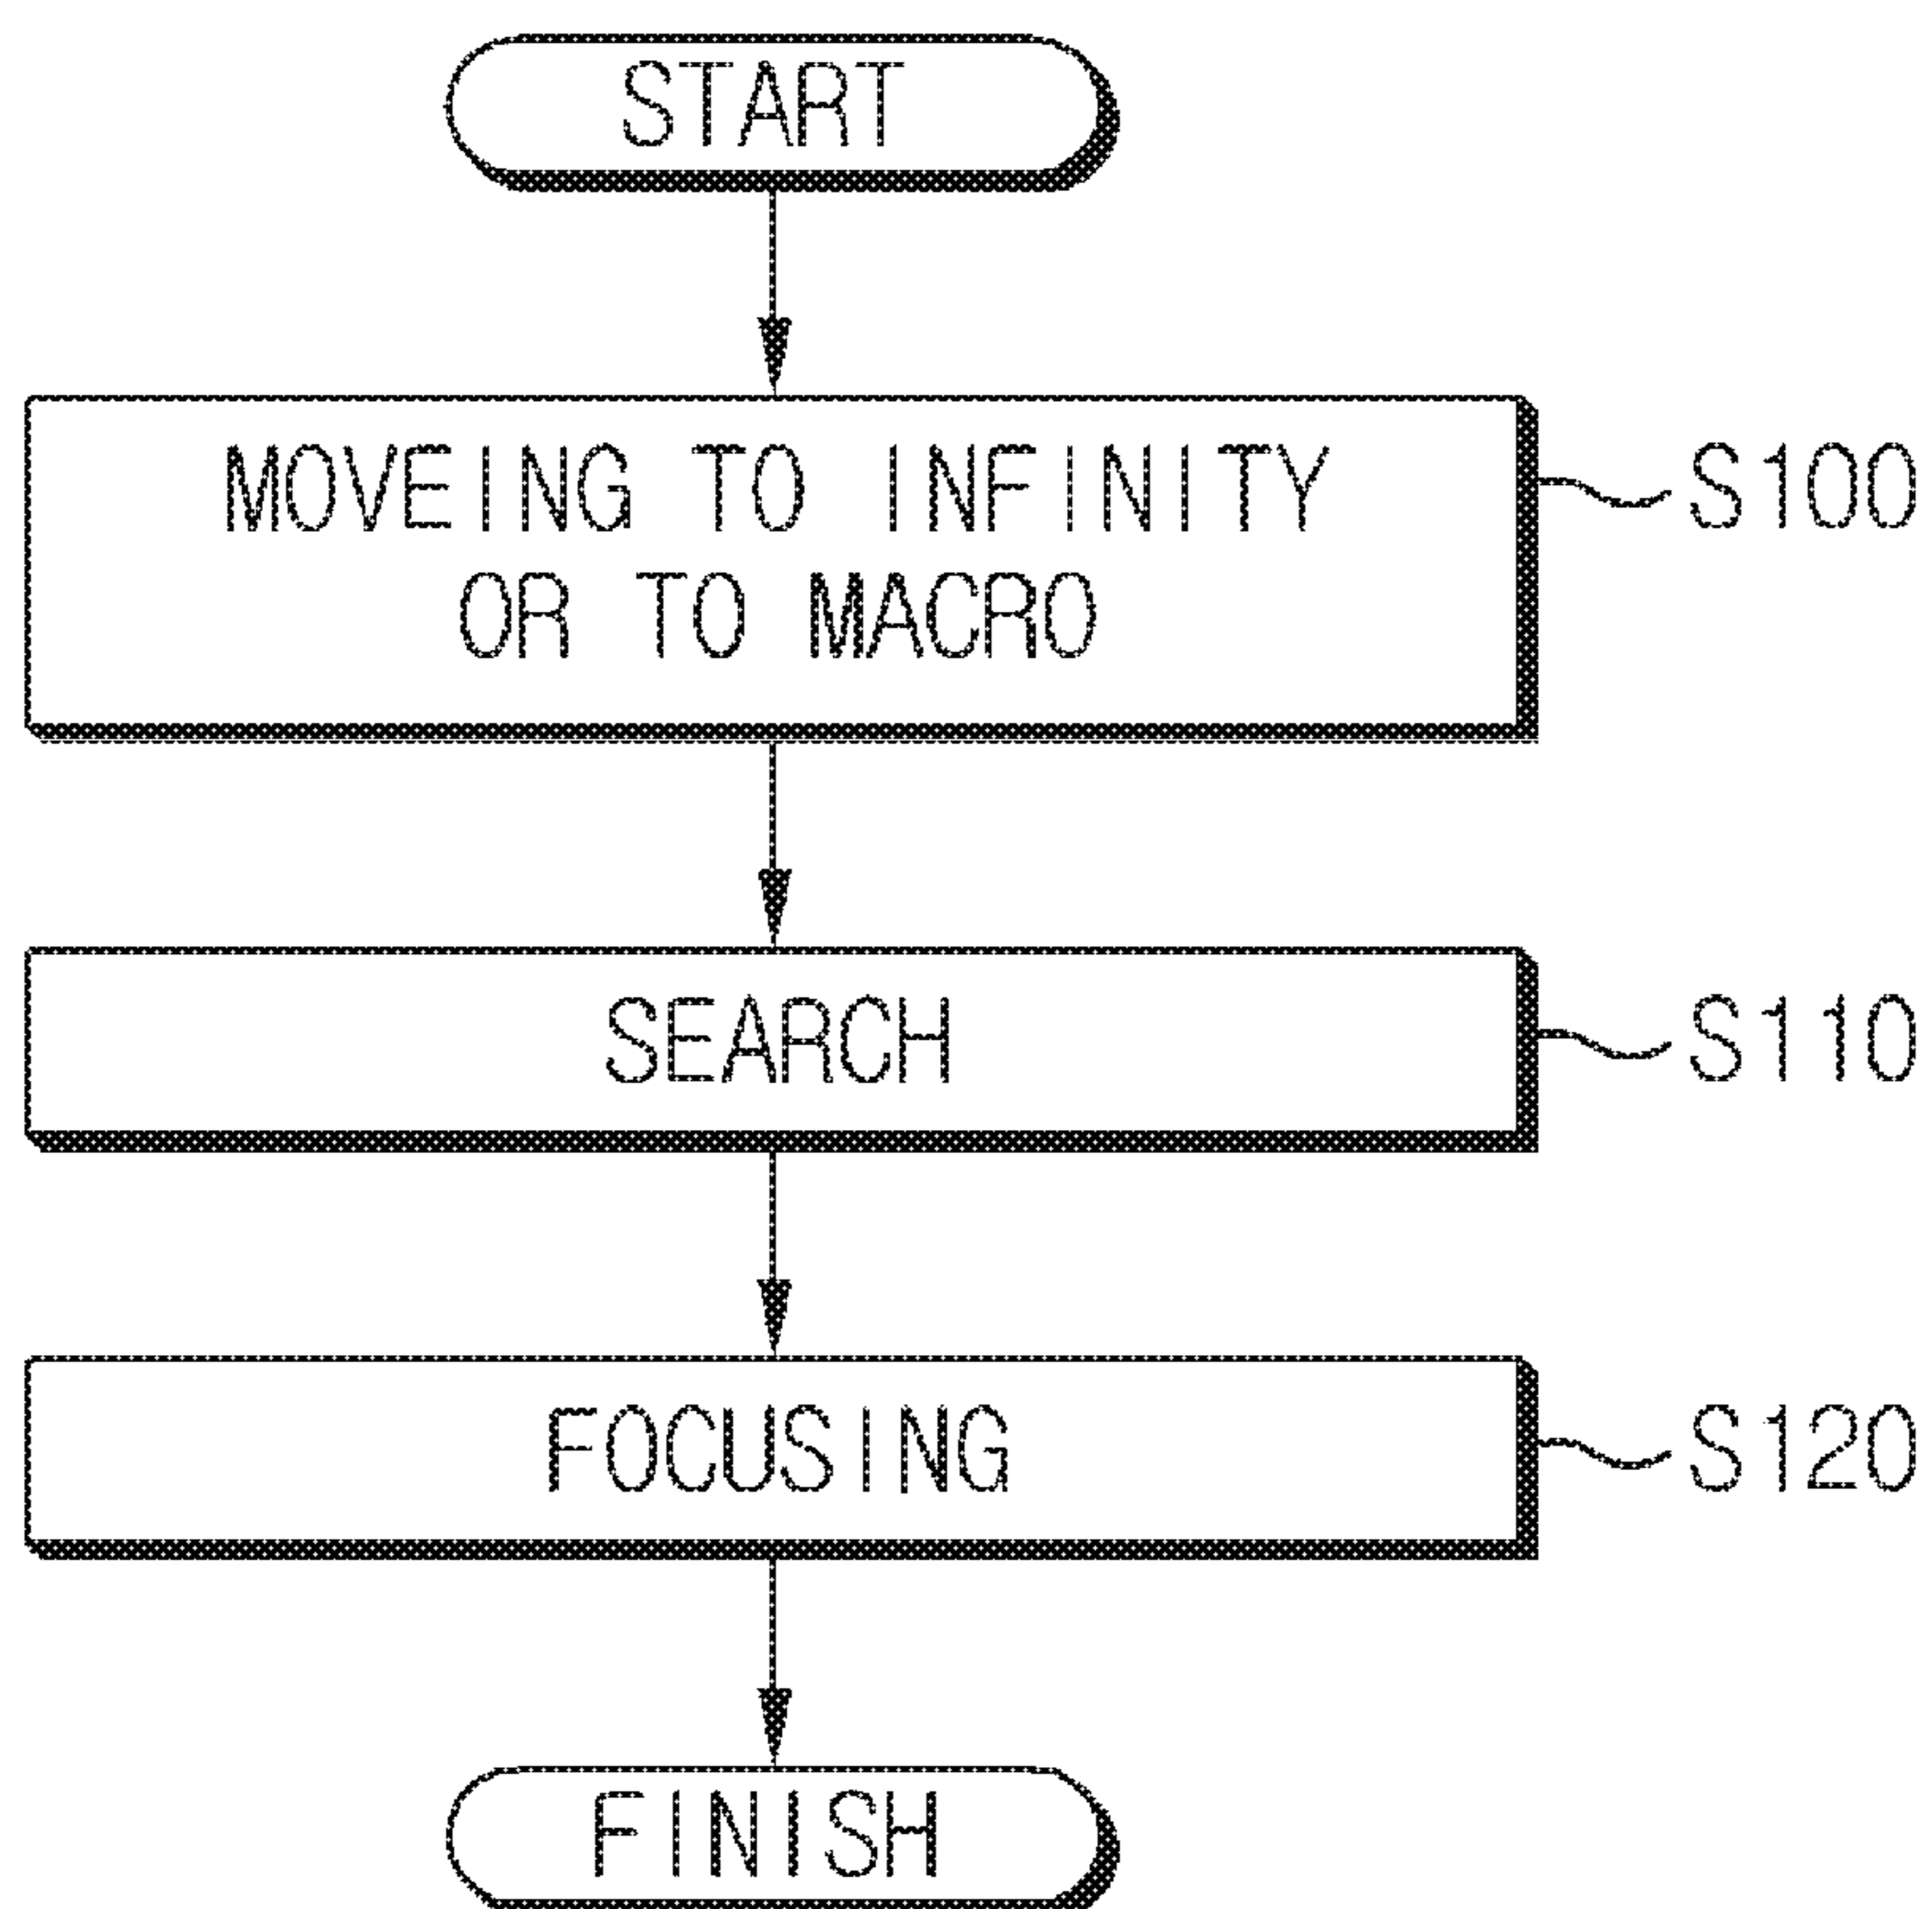 START
MOVEING TO INFINITY
OR TO MACRO
S100
SEARCH
S110
FOCUSING
S120
FINISH